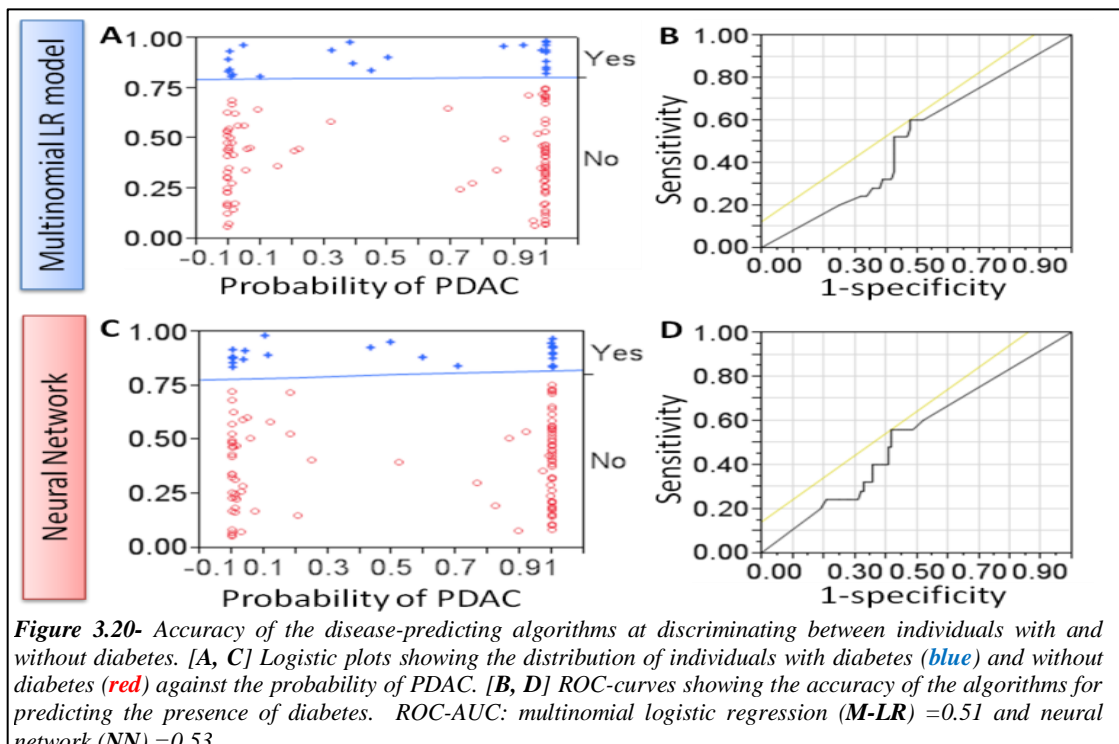 Multinomial LR model
A
1.00
0.75
0.50
0.25
0.00
Yes
No
-0.1 0.1 0.3 0.5 0.7 0.91
Probability of PDAC
B
1.00
0.80
0.60
0.40
0.20
0.00
Sensitivity
0.00 0.30 0.50 0.70 0.90
1-specificity
Neural Network
C
1.00
0.75
0.50
0.25
0.00
Yes
No
-0.1 0.1 0.3 0.5 0.7 0.91
Probability of PDAC
D
1.00
0.80
0.60
0.40
0.20
0.00
Sensitivity
0.00 0.30 0.50 0.70 0.90
1-specificity
Figure 3.20- Accuracy of the disease-predicting algorithms at discriminating between individuals with and
without diabetes. [A, C] Logistic plots showing the distribution of individuals with diabetes (blue) and without
diabetes (red) against the probability of PDAC. [B, D] ROC-curves showing the accuracy of the algorithms for
predicting the presence of diabetes. ROC-AUC: multinomial logistic regression (M-LR) =0.51 and neural
network (NN) =0.53